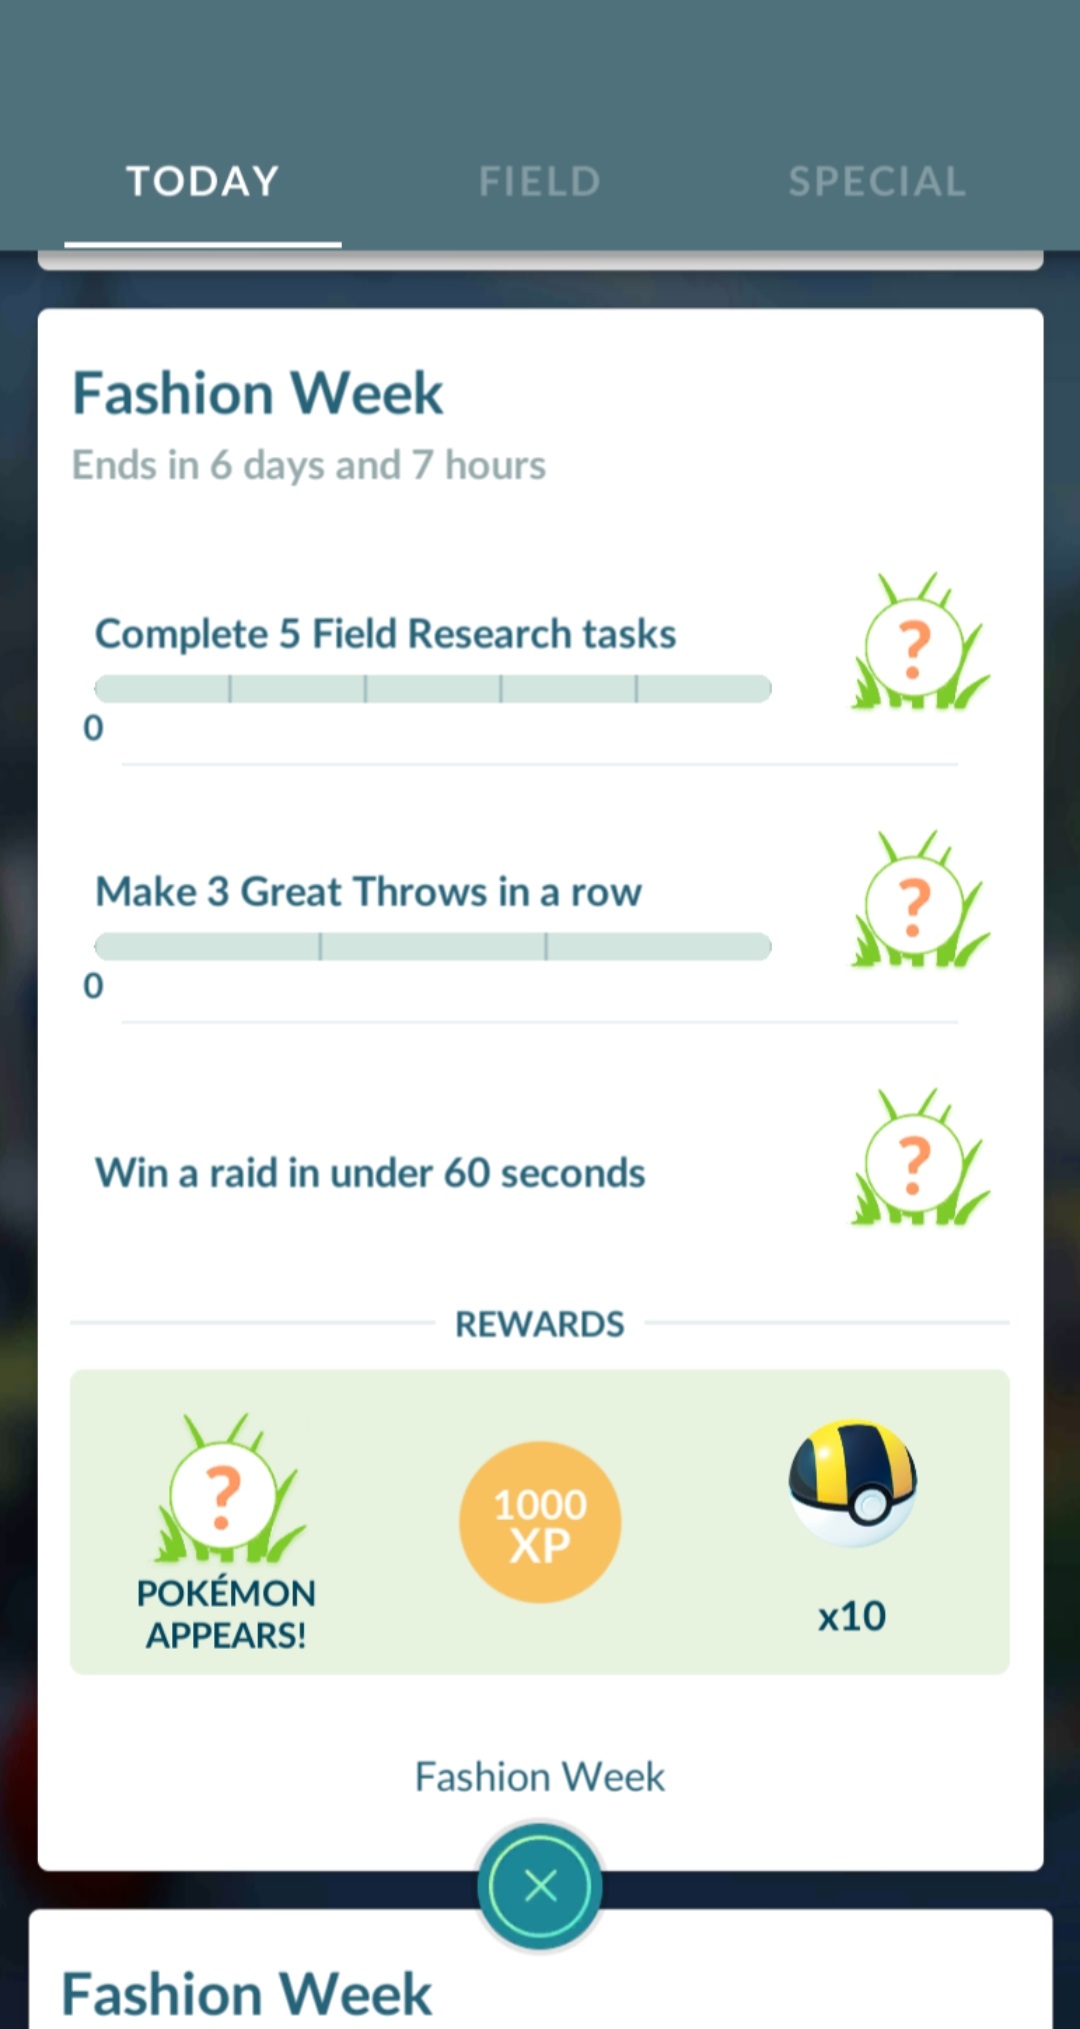 TODAY FIELD SPECIAL
Fashion Week
Ends in 6 days and 7 hours
Complete 5 Field Research tasks
?
0
Make 3 Great Throws in a row
?
0
Win a raid in under 60 seconds
?
REWARDS
?
POKÉMON
APPEARS!
1000
XP
x10
Fashion Week
Fashion Week